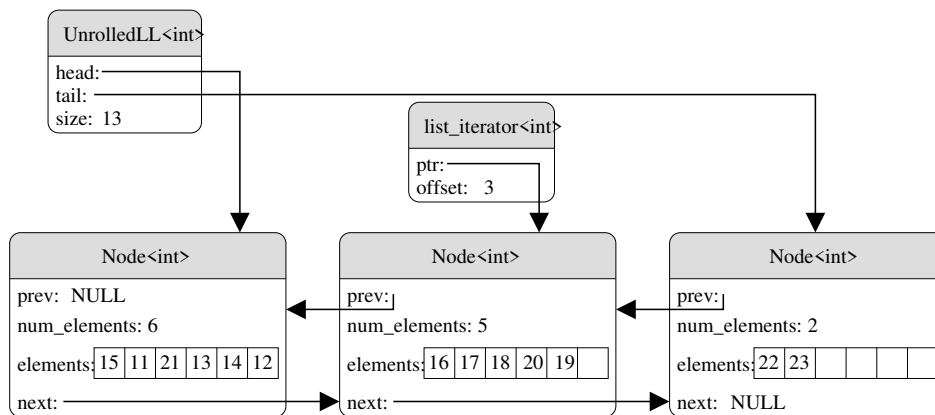 UnrolledLL<int>
head:
tail:
size: 13
list_iterator<int>
ptr:
offset: 3
Node<int>
prev: NULL
num_elements: 6
elements: 15 11 21 13 14 12
next:
Node<int>
prev:
num_elements: 5
elements: 16 17 18 20 19
next:
Node<int>
prev:
num_elements: 2
elements: 22 23
next: NULL